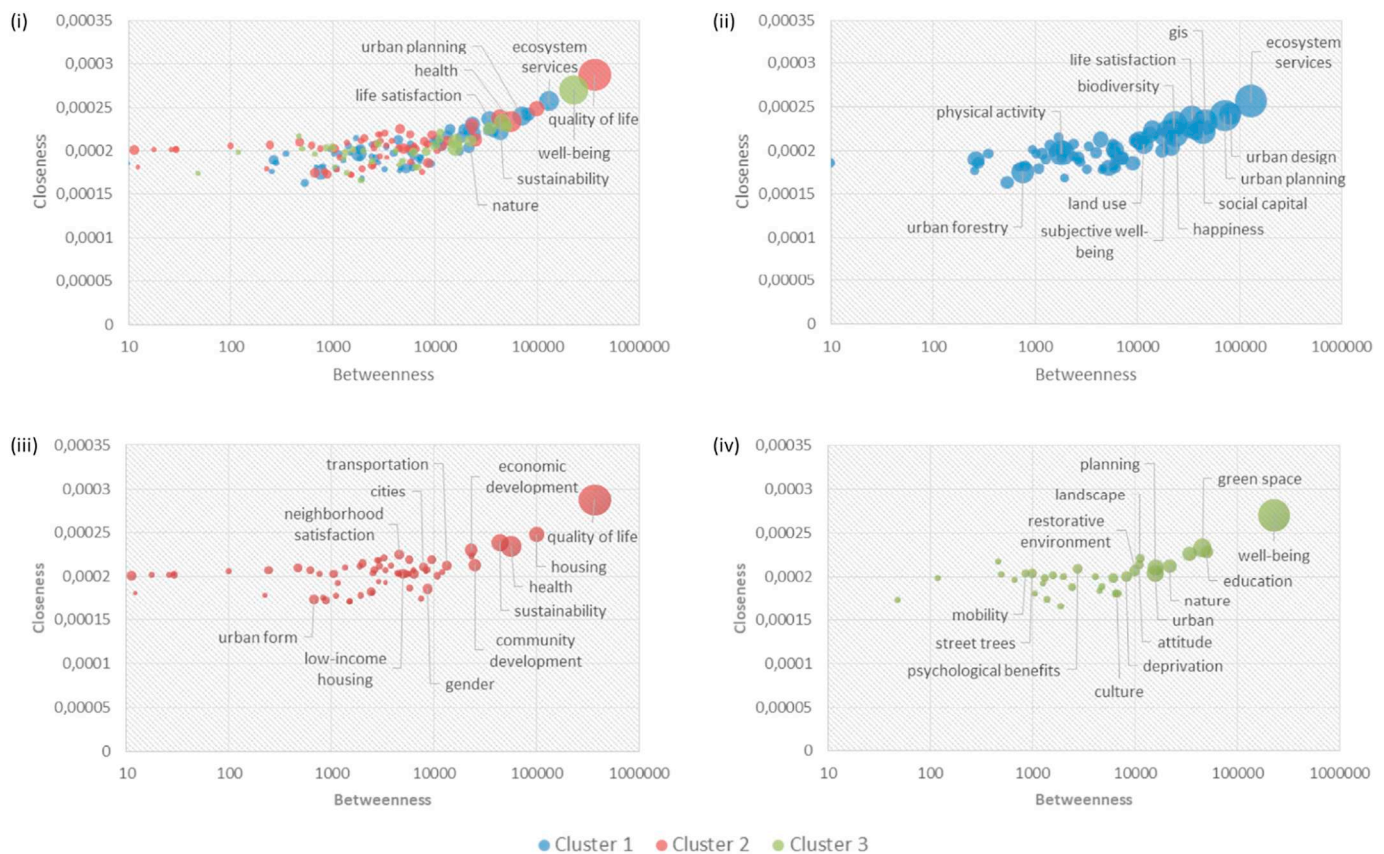 (i)
0,00035
0,0003
0,00025
0,0002
0,00015
0,0001
0,00005
0
Closeness
urban planning
health
life satisfaction
ecosystem
services
quality of life
well-being
sustainability
nature
10
100
1000
10000
100000
1000000
Betweenness
(ii)
0,00035
0,0003
0,00025
0,0002
0,00015
0,0001
0,00005
0
Closeness
gis
life satisfaction
biodiversity
physical activity
ecosystem
services
urban design
urban planning
social capital
land use
happiness
subjective well-
being
urban forestry
10
100
1000
10000
100000
1000000
Betweenness
(iii)
0,00035
0,0003
0,00025
0,0002
0,00015
0,0001
0,00005
0
Closeness
transportation
cities
neighborhood
satisfaction
economic
development
quality of life
housing
health
sustainability
community
development
urban form
low-income
housing
gender
10
100
1000
10000
100000
1000000
Betweenness
(iv)
0,00035
0,0003
0,00025
0,0002
0,00015
0,0001
0,00005
0
Closeness
planning
landscape
restorative
environment
green space
well-being
education
nature
urban
attitude
deprivation
mobility
street trees
psychological benefits
culture
10
100
1000
10000
100000
1000000
Betweenness
Cluster 1
Cluster 2
Cluster 3